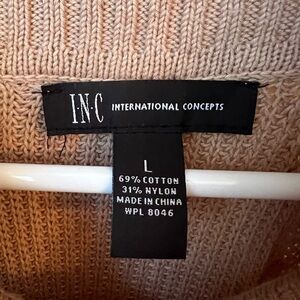 I·N·C INTERNATIONAL CONCEPTS
L
69% COTTON
31% NYLON
MADE IN CHINA
WPL 8046